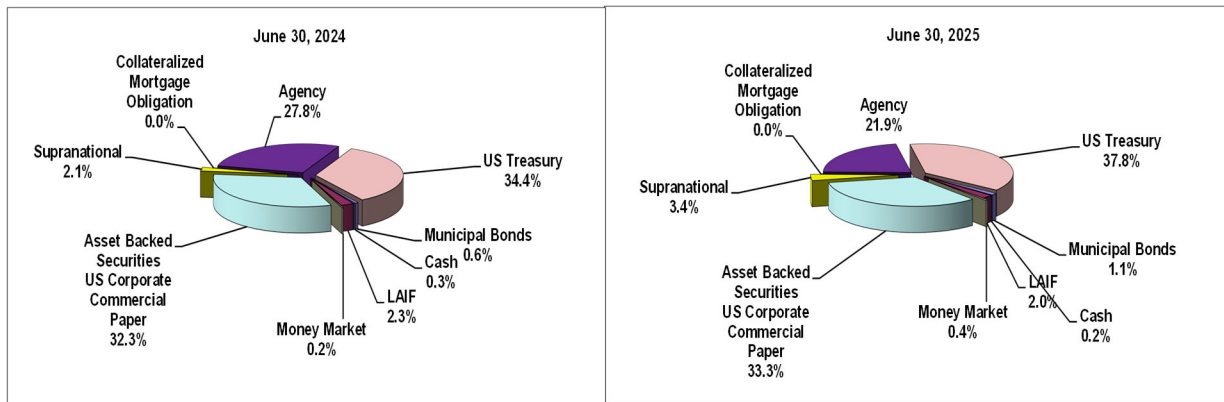 June 30, 2024
Collateralized
Mortgage
Obligation
0.0%
Agency
27.8%
US Treasury
34.4%
Supranational
2.1%
Municipal Bonds
0.6%
Cash
0.3%
LAIF
2.3%
Money Market
0.2%
Asset Backed
Securities
US Corporate
Commercial
Paper
32.3%
June 30, 2025
Collateralized
Mortgage
Obligation
0.0%
Agency
21.9%
US Treasury
37.8%
Supranational
3.4%
Municipal Bonds
1.1%
LAIF
2.0%
Cash
0.2%
Money Market
0.4%
Asset Backed
Securities
US Corporate
Commercial
Paper
33.3%